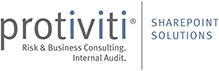 protiviti®
Risk & Business Consulting.
Internal Audit.
SHAREPOINT
SOLUTIONS